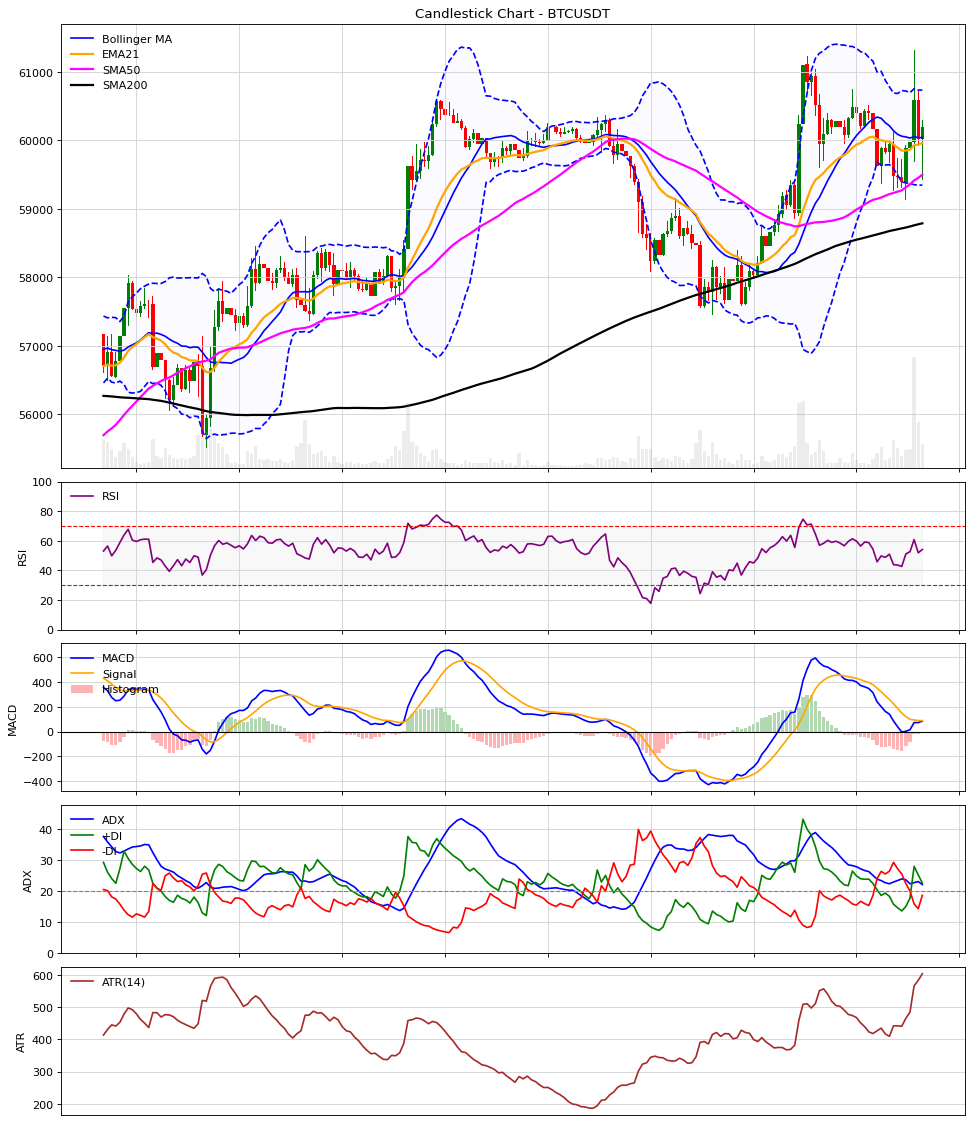 Candlestick Chart - BTCUSDT
Bollinger MA
EMA21
SMA50
SMA200
61000
60000
59000
58000
57000
56000
RSI
100
80
60
40
20
0
RSI
MACD
Signal
Histogram
600
400
200
0
−200
−400
MACD
ADX
+DI
-DI
40
30
20
10
0
ADX
ATR(14)
600
500
400
300
200
ATR